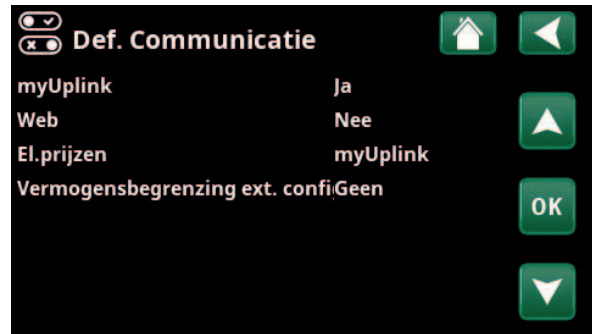 Def. Communicatie
myUplink Ja
Web Nee
El.prijzen myUplink
Vermogensbegrenzing ext. confi Geen
OK